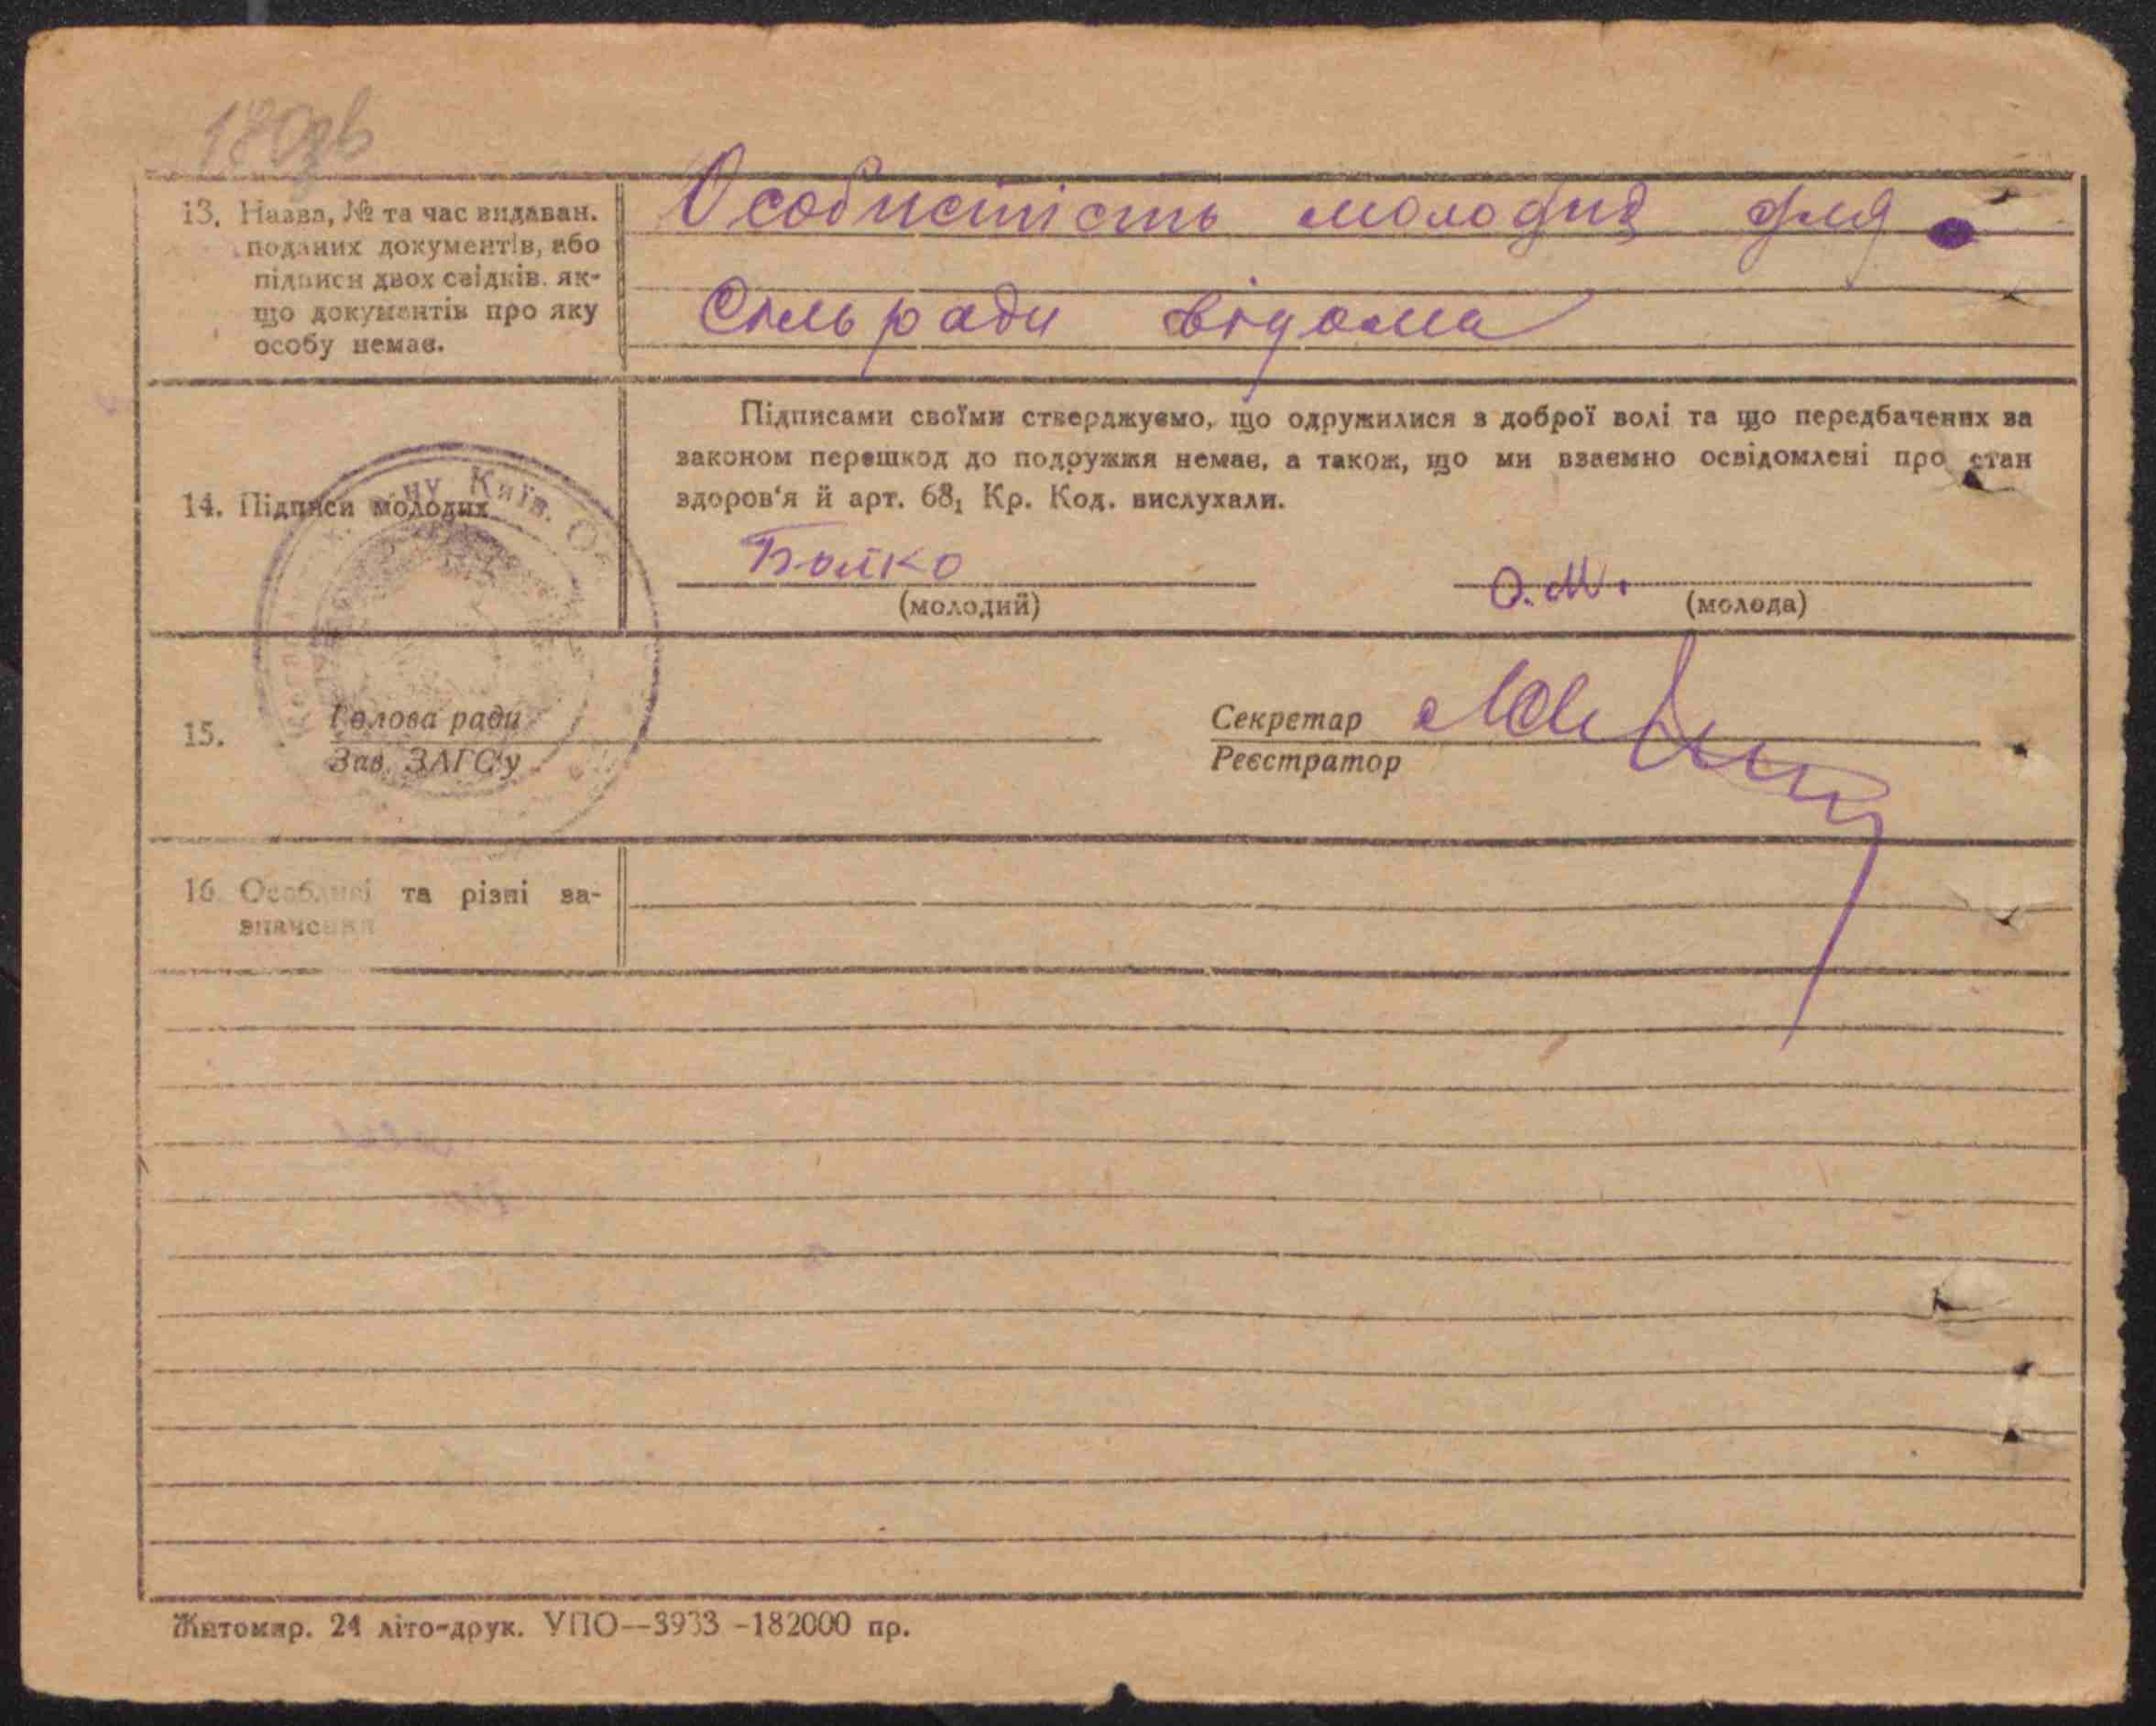 180зв
13. Назва, № та час видаван.
поданих документів, або
підписи двох свідків. як-
що документів про яку
особу немає.
Особистість молодих для
Сільради відома
Підписами своїми стверджуємо, що одружилися з доброї волі та що передбачених за
законом перешкод до подружжя немає, а також, що ми взаємно освідомлені про стан
здоров'я й арт. 68₁ Кр. Код. вислухали.
14. Підписи молодих
Бойко
О.М.
(молодий)
(молода)
15.
Голова ради
Зав. ЗАГС'у
Секретар
Реєстратор
16. Особливі та різні за-
значення
Житомир. 24 літо-друк. УПО--3933 -182000 пр.